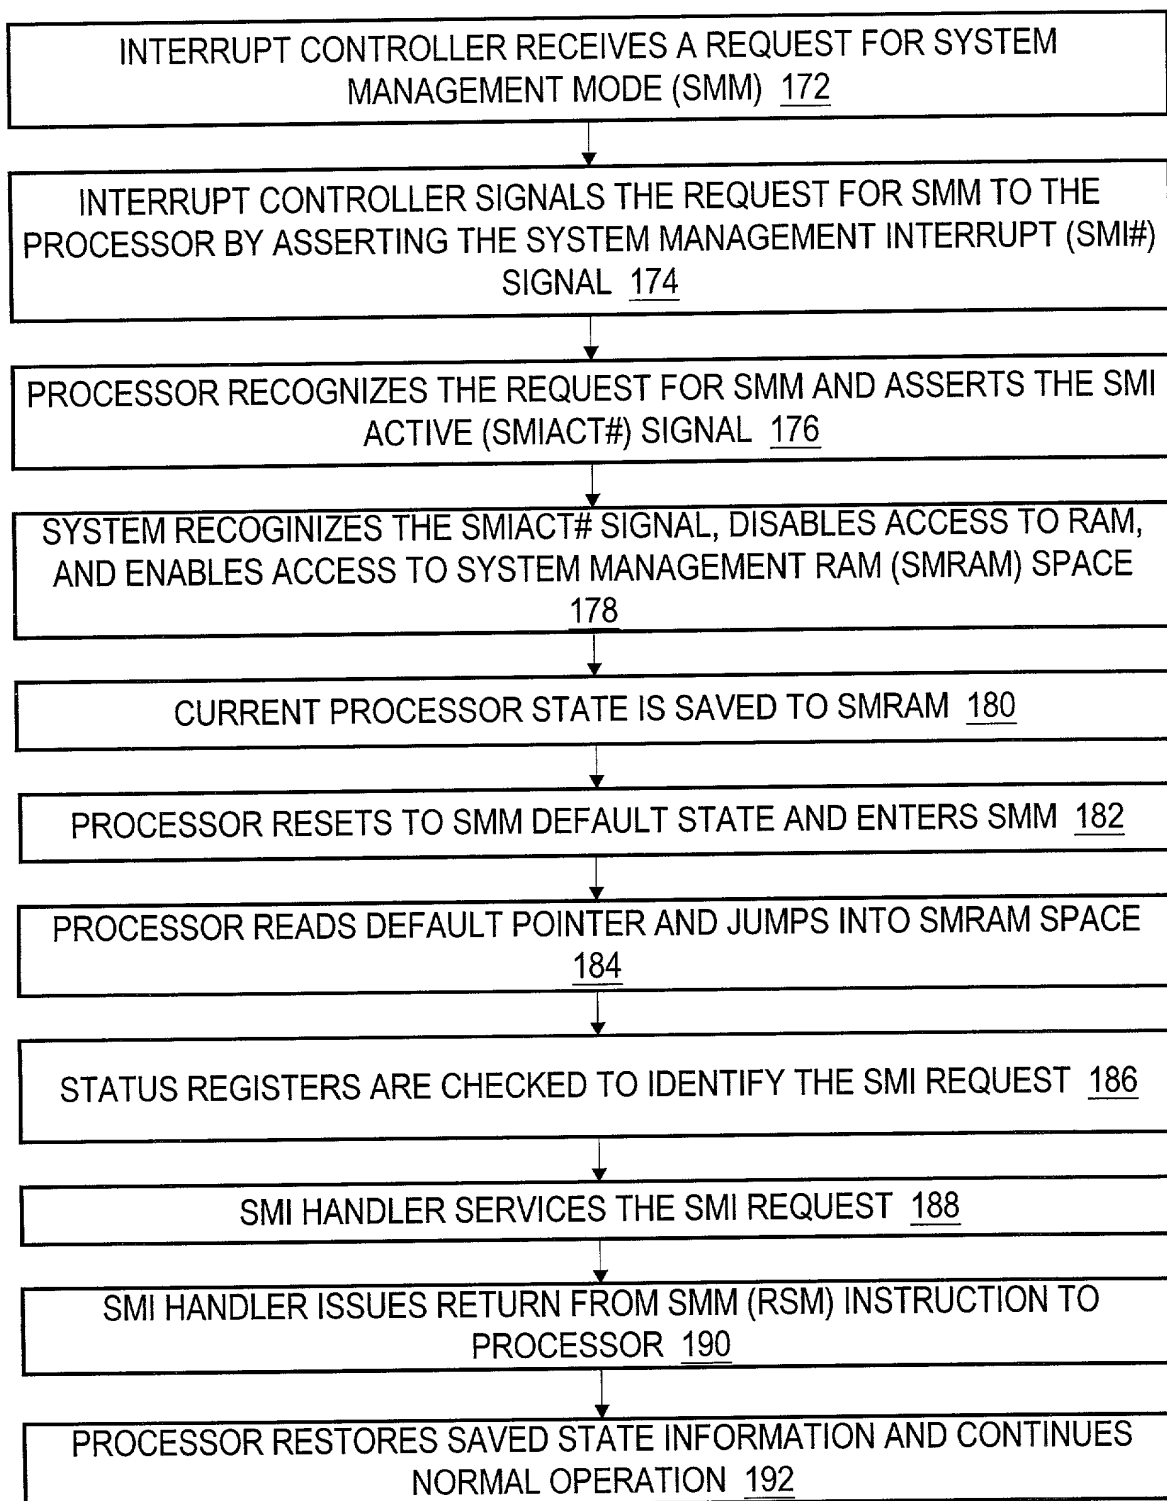 INTERRUPT CONTROLLER RECEIVES A REQUEST FOR SYSTEM
MANAGEMENT MODE (SMM) 172
INTERRUPT CONTROLLER SIGNALS THE REQUEST FOR SMM TO THE
PROCESSOR BY ASSERTING THE SYSTEM MANAGEMENT INTERRUPT (SMI#)
SIGNAL 174
PROCESSOR RECOGNIZES THE REQUEST FOR SMM AND ASSERTS THE SMI
ACTIVE (SMIACT#) SIGNAL 176
SYSTEM RECOGINIZES THE SMIACT# SIGNAL, DISABLES ACCESS TO RAM,
AND ENABLES ACCESS TO SYSTEM MANAGEMENT RAM (SMRAM) SPACE
178
CURRENT PROCESSOR STATE IS SAVED TO SMRAM 180
PROCESSOR RESETS TO SMM DEFAULT STATE AND ENTERS SMM 182
PROCESSOR READS DEFAULT POINTER AND JUMPS INTO SMRAM SPACE
184
STATUS REGISTERS ARE CHECKED TO IDENTIFY THE SMI REQUEST 186
SMI HANDLER SERVICES THE SMI REQUEST 188
SMI HANDLER ISSUES RETURN FROM SMM (RSM) INSTRUCTION TO
PROCESSOR 190
PROCESSOR RESTORES SAVED STATE INFORMATION AND CONTINUES
NORMAL OPERATION 192